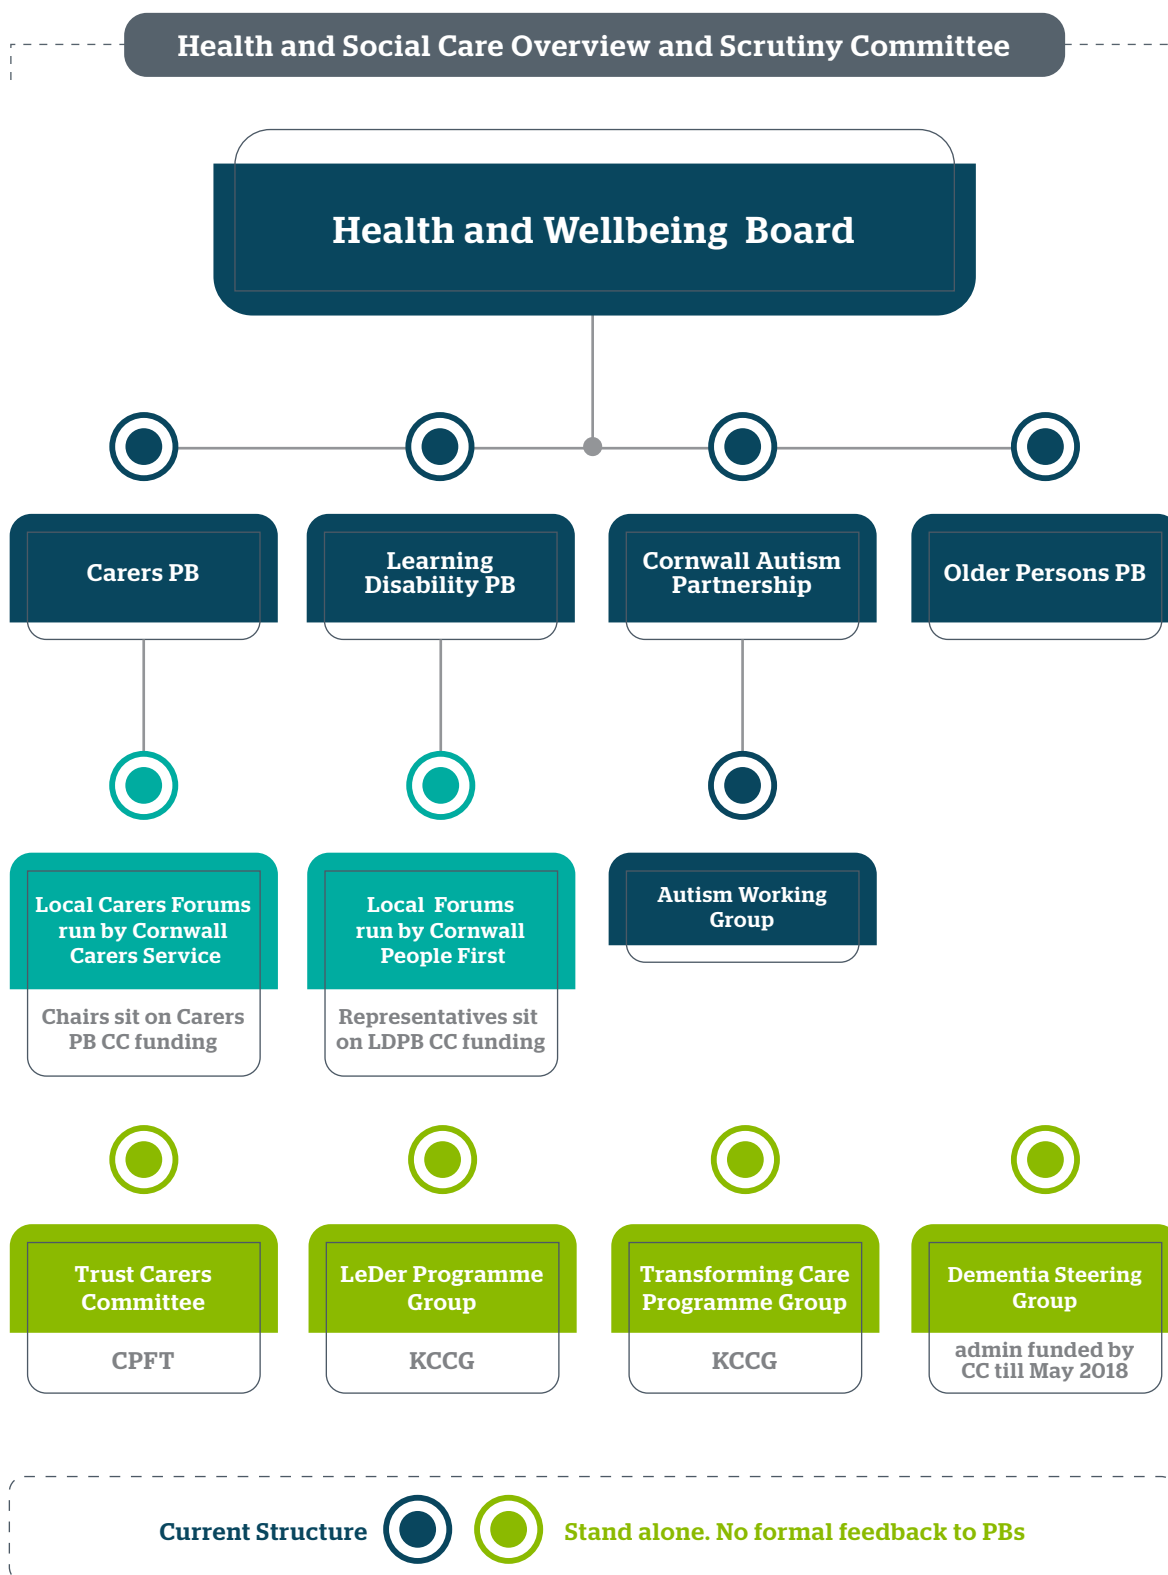 Health and Social Care Overview and Scrutiny Committee
Health and Wellbeing Board
Carers PB
Learning
Disability PB
Cornwall Autism
Partnership
Older Persons PB
Local Carers Forums
run by Cornwall
Carers Service
Chairs sit on Carers
PB CC funding
Local Forums
run by Cornwall
People First
Representatives sit
on LDPB CC funding
Autism Working
Group
Trust Carers
Committee
CPFT
LeDer Programme
Group
KCCG
Transforming Care
Programme Group
KCCG
Dementia Steering
Group
admin funded by
CC till May 2018
Current Structure
Stand alone. No formal feedback to PBs